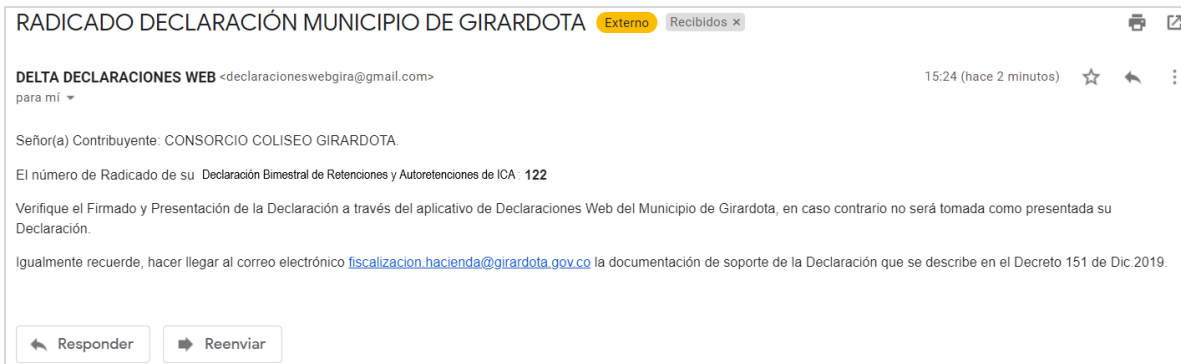 RADICADO DECLARACIÓN MUNICIPIO DE GIRARDOTA Externo Recibidos ×
DELTA DECLARACIONES WEB <declaracioneswebgira@gmail.com> 15:24 (hace 2 minutos)
para mí
Señor(a) Contribuyente: CONSORCIO COLISEO GIRARDOTA.
El número de Radicado de su Declaración Bimestral de Retenciones y Autoretenciones de ICA : 122
Verifique el Firmado y Presentación de la Declaración a través del aplicativo de Declaraciones Web del Municipio de Girardota, en caso contrario no será tomada como presentada su
Declaración.
Igualmente recuerde, hacer llegar al correo electrónico fiscalizacion.hacienda@girardota.gov.co la documentación de soporte de la Declaración que se describe en el Decreto 151 de Dic.2019.
Responder Reenviar